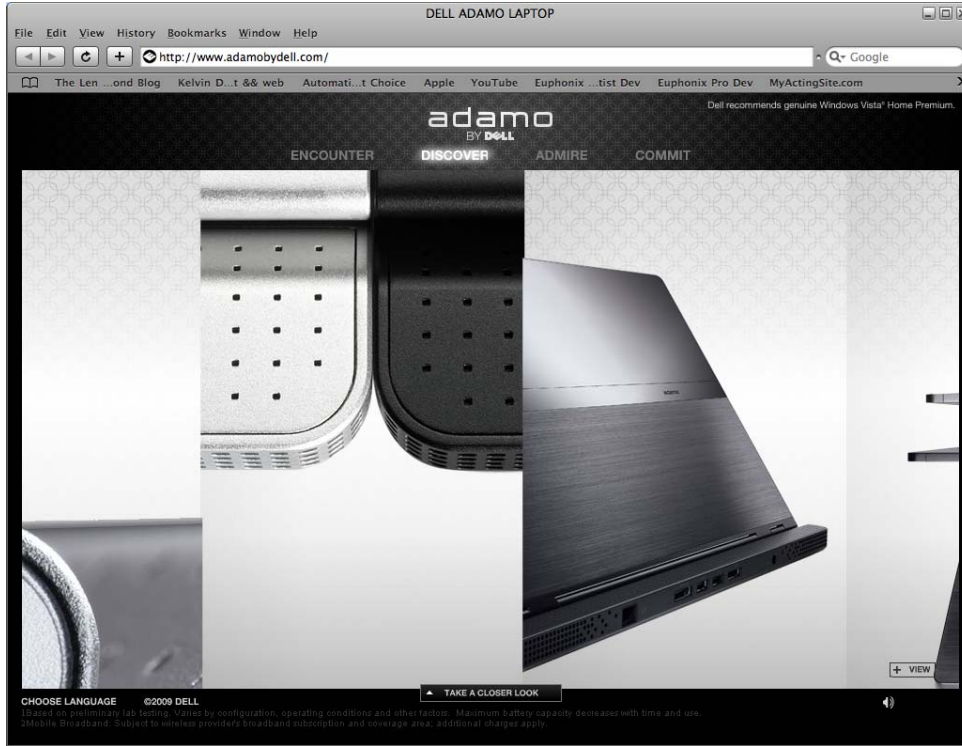 DELL ADAMO LAPTOP
File Edit View History Bookmarks Window Help
http://www.adamobydell.com/
Google
The Len ...ond Blog Kelvin D...t && web Automati...t Choice Apple YouTube Euphonix ...tist Dev Euphonix Pro Dev MyActingSite.com
Dell recommends genuine Windows Vista® Home Premium.
adamo
BY DELL
ENCOUNTER DISCOVER ADMIRE COMMIT
+ VIEW
TAKE A CLOSER LOOK
CHOOSE LANGUAGE ©2009 DELL
1Based on preliminary lab testing. Varies by configuration, operating conditions and other factors. Maximum battery capacity decreases with time and use.
2Mobile Broadband: Subject to wireless provider's broadband subscription and coverage area; additional charges apply.